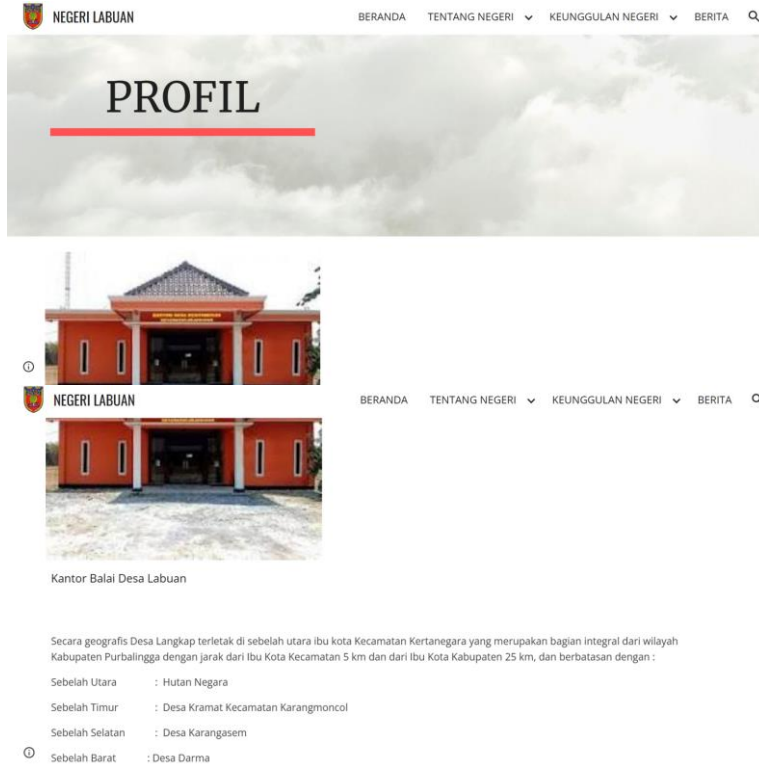 NEGERI LABUAN
BERANDA TENTANG NEGERI KEUNGGULAN NEGERI BERITA
PROFIL
NEGERI LABUAN
BERANDA TENTANG NEGERI KEUNGGULAN NEGERI BERITA
Kantor Balai Desa Labuan
Secara geografis Desa Langkap terletak di sebelah utara ibu kota Kecamatan Kertanegara yang merupakan bagian integral dari wilayah
Kabupaten Purbalingga dengan jarak dari Ibu Kota Kecamatan 5 km dan dari Ibu Kota Kabupaten 25 km, dan berbatasan dengan :
Sebelah Utara : Hutan Negara
Sebelah Timur : Desa Kramat Kecamatan Karangmoncol
Sebelah Selatan : Desa Karangasem
Sebelah Barat : Desa Darma